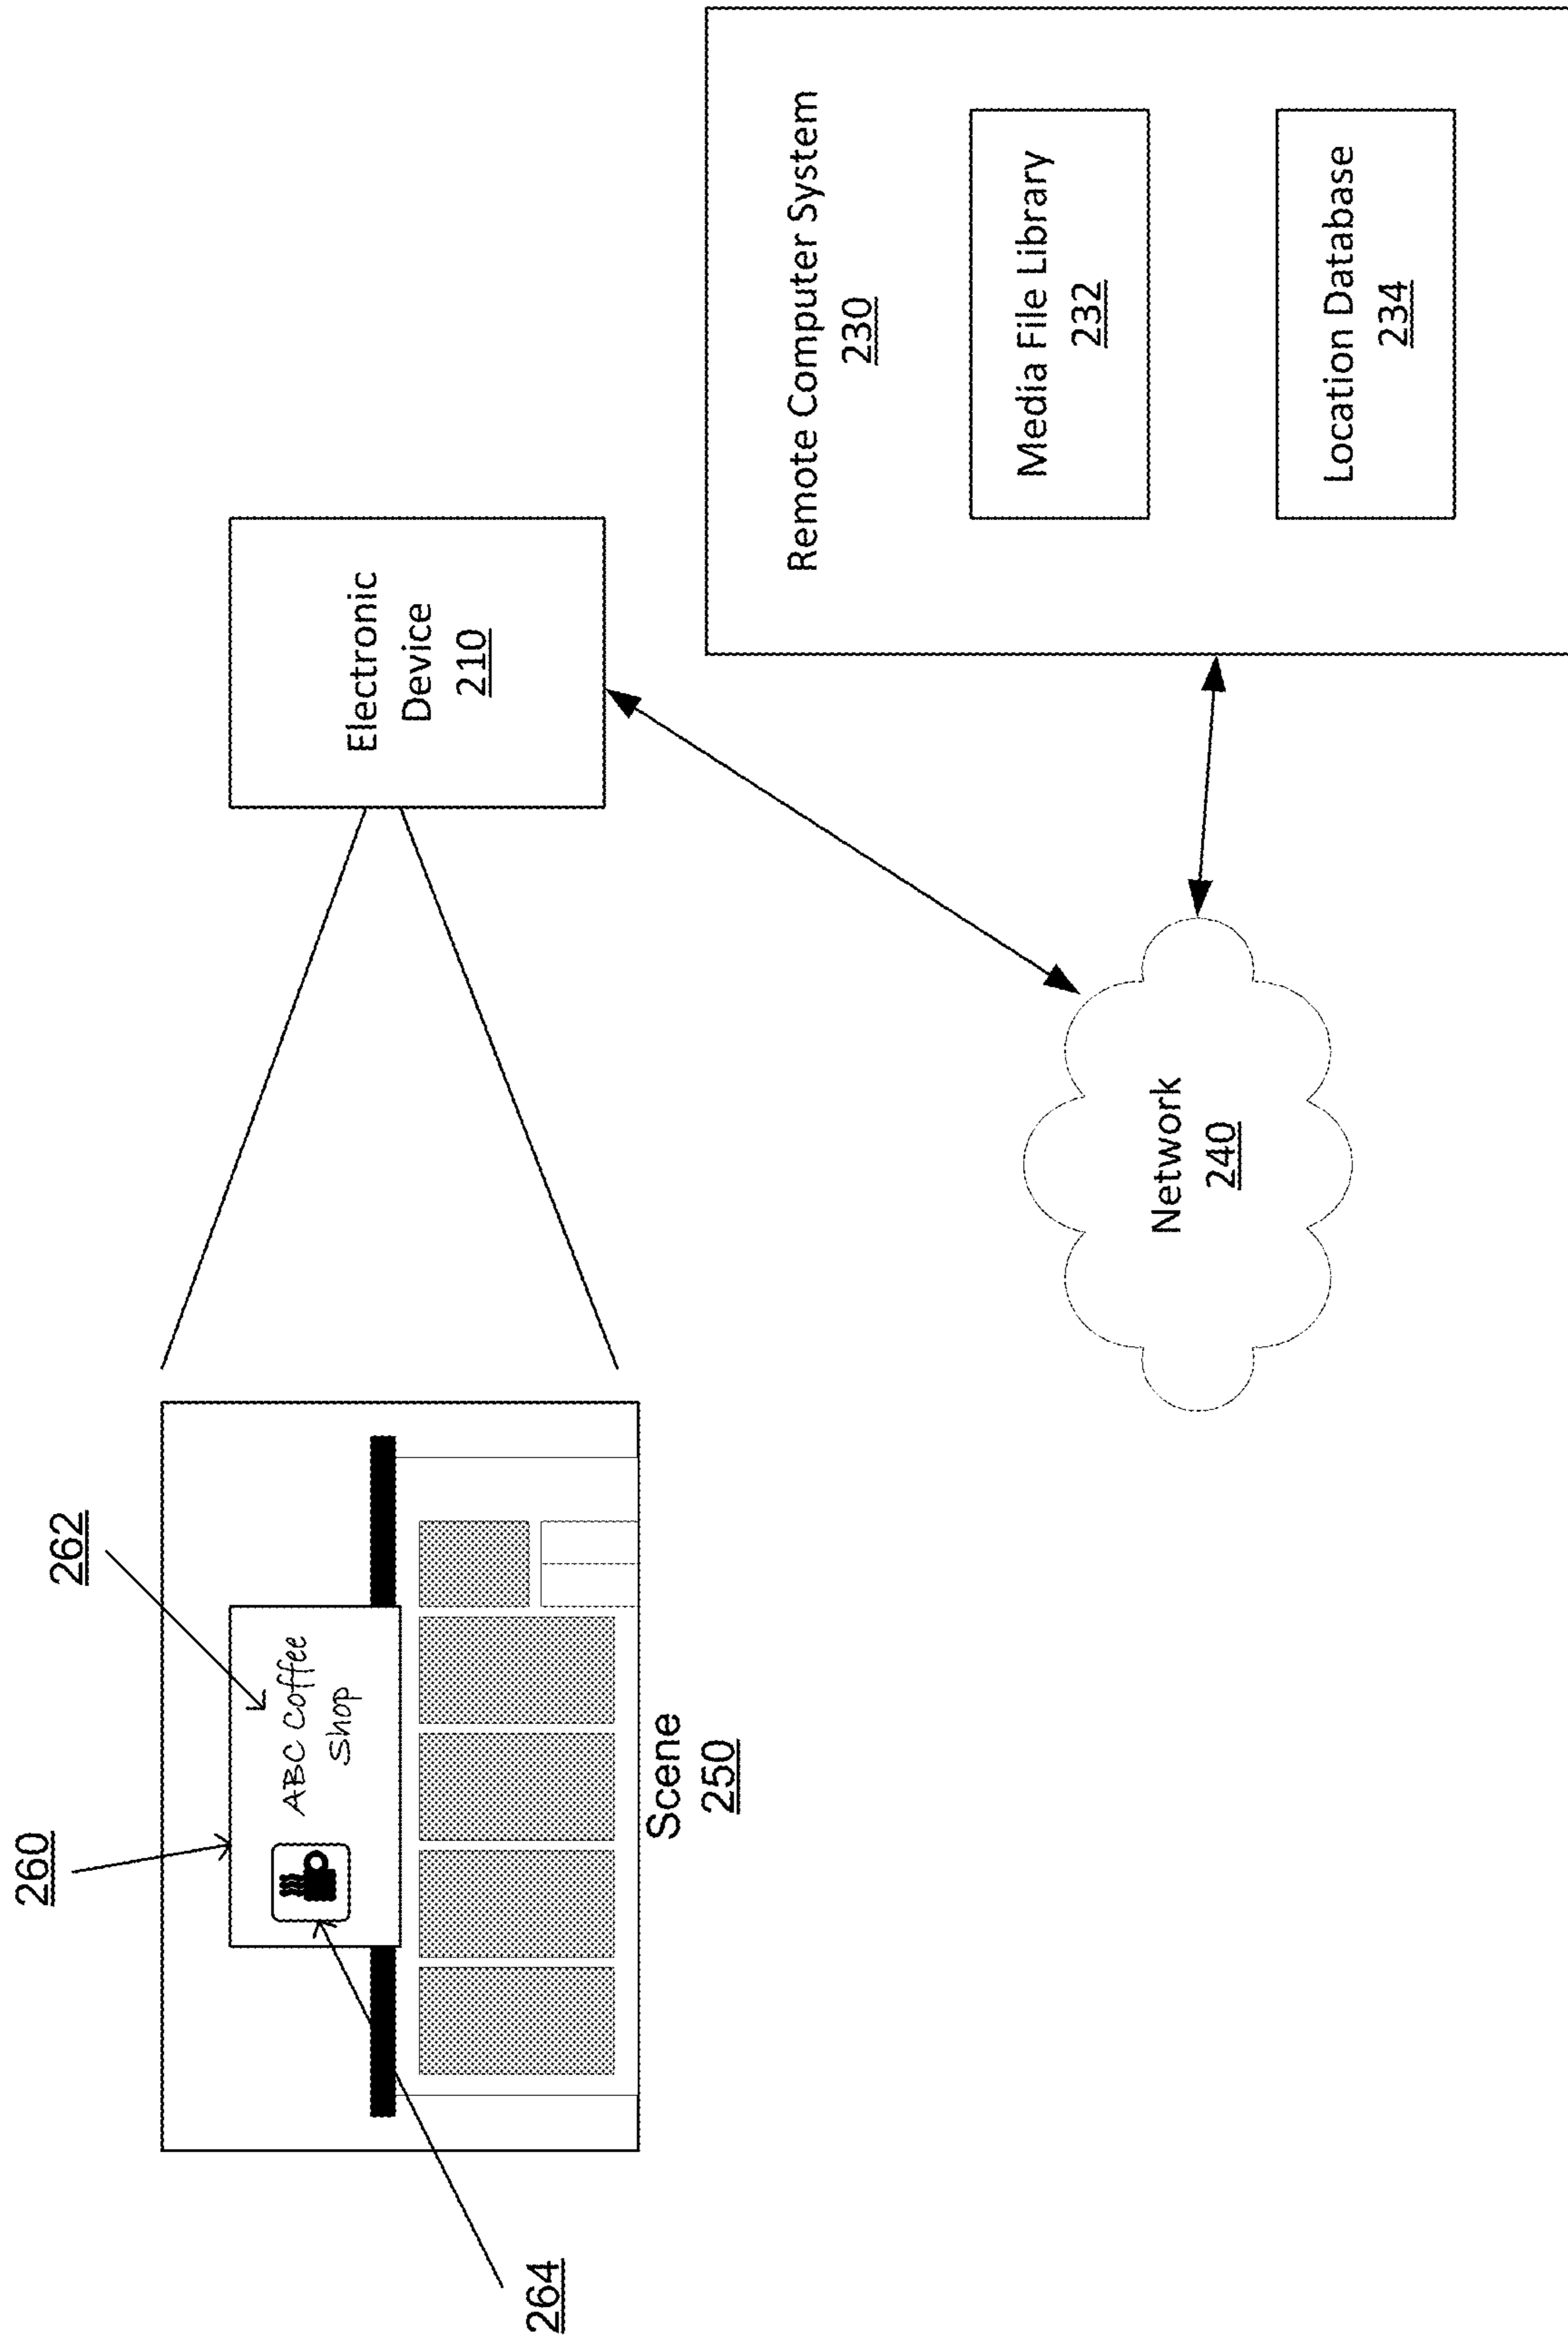 260
262
ABC Coffee
Shop
264
Scene
250
Electronic
Device
210
Network
240
Remote Computer System
230
Media File Library
232
Location Database
234